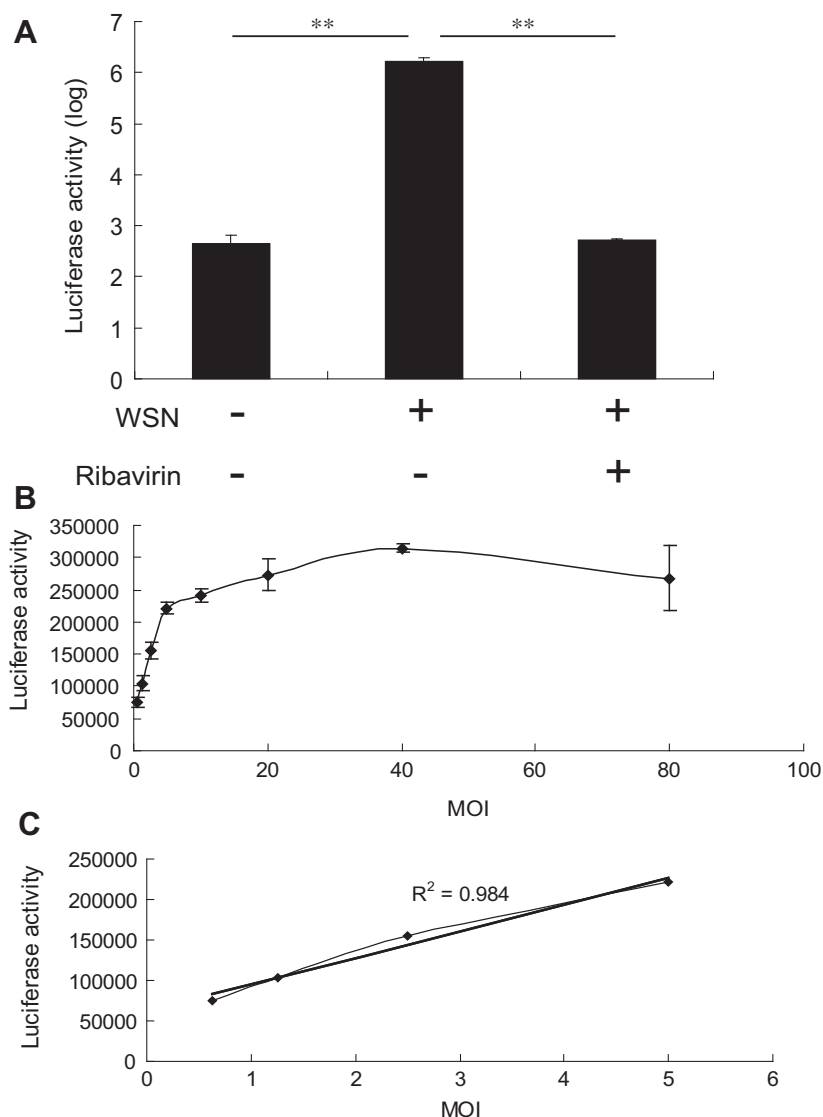 A
Luciferase activity (log)
7
6
5
4
3
2
1
0
** **
WSN - + +
Ribavirin - - +
B
Luciferase activity
350000
300000
250000
200000
150000
100000
50000
0
0 20 40 60 80 100
MOI
C
Luciferase activity
250000
200000
150000
100000
50000
0
R² = 0.984
0 1 2 3 4 5 6
MOI